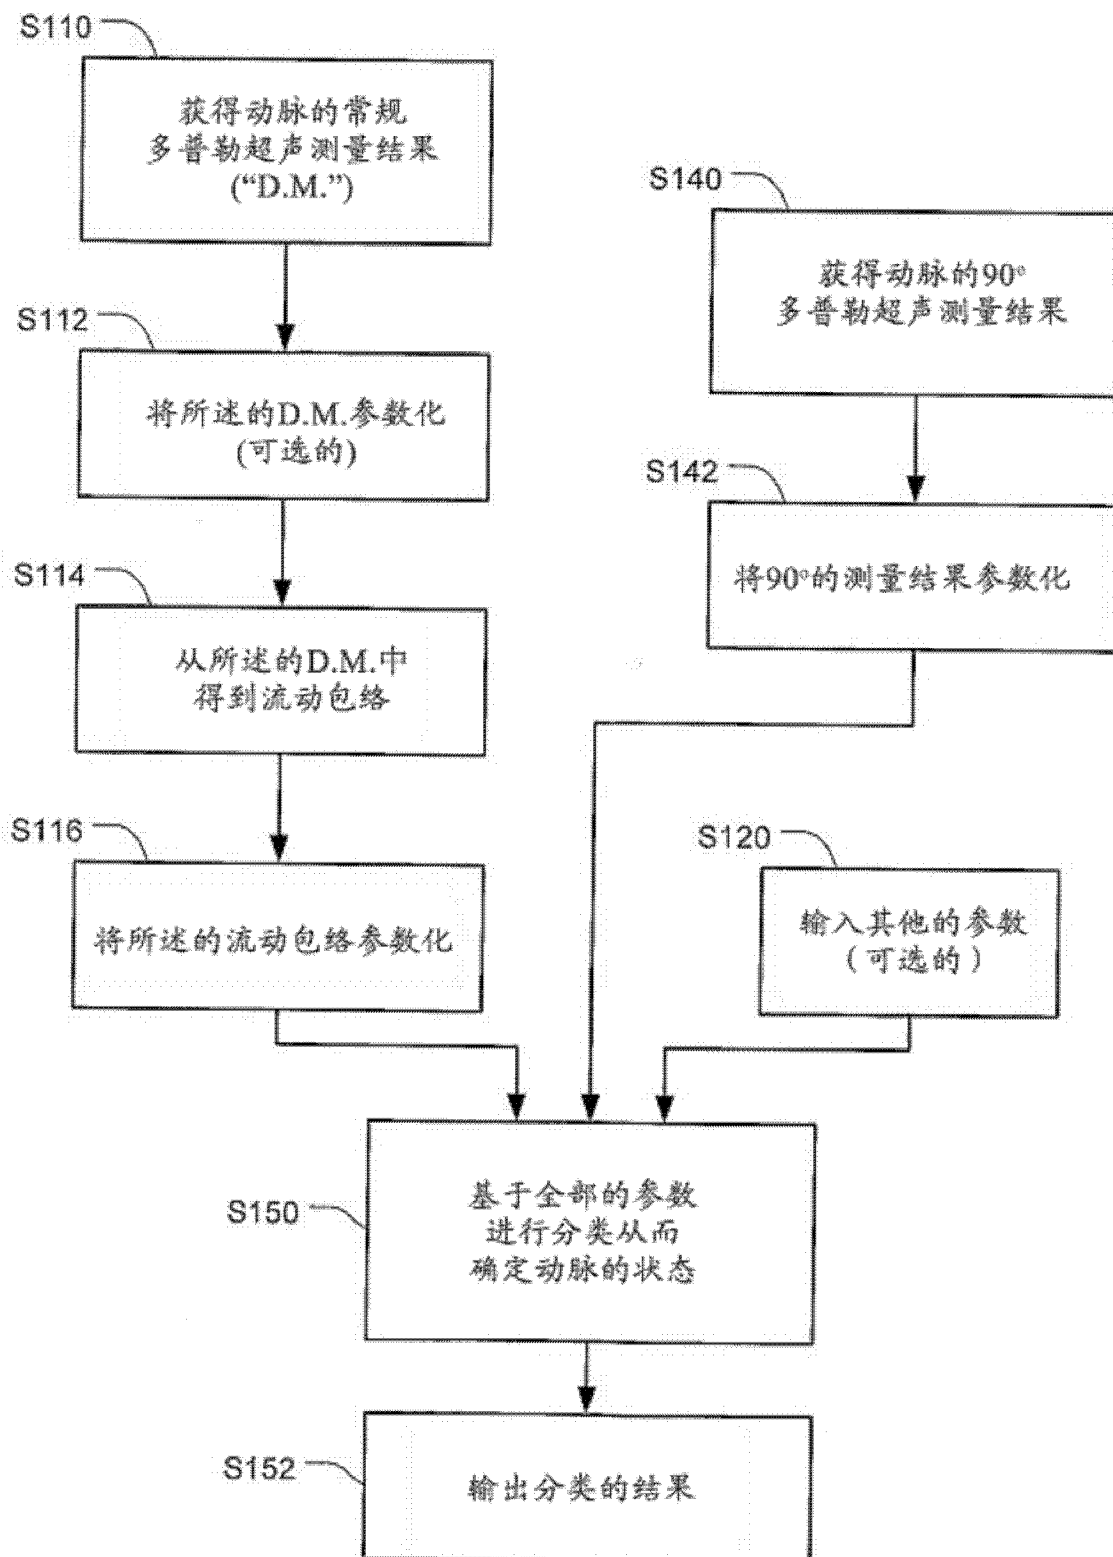 S110
获得动脉的常规
多普勒超声测量结果
(“D.M.”)
S112
将所述的D.M.参数化
(可选的)
S114
从所述的D.M.中
得到流动包络
S116
将所述的流动包络参数化
S140
获得动脉的90°
多普勒超声测量结果
S142
将90°的测量结果参数化
S120
输入其他的参数
(可选的)
S150
基于全部的参数
进行分类从而
确定动脉的状态
S152
输出分类的结果